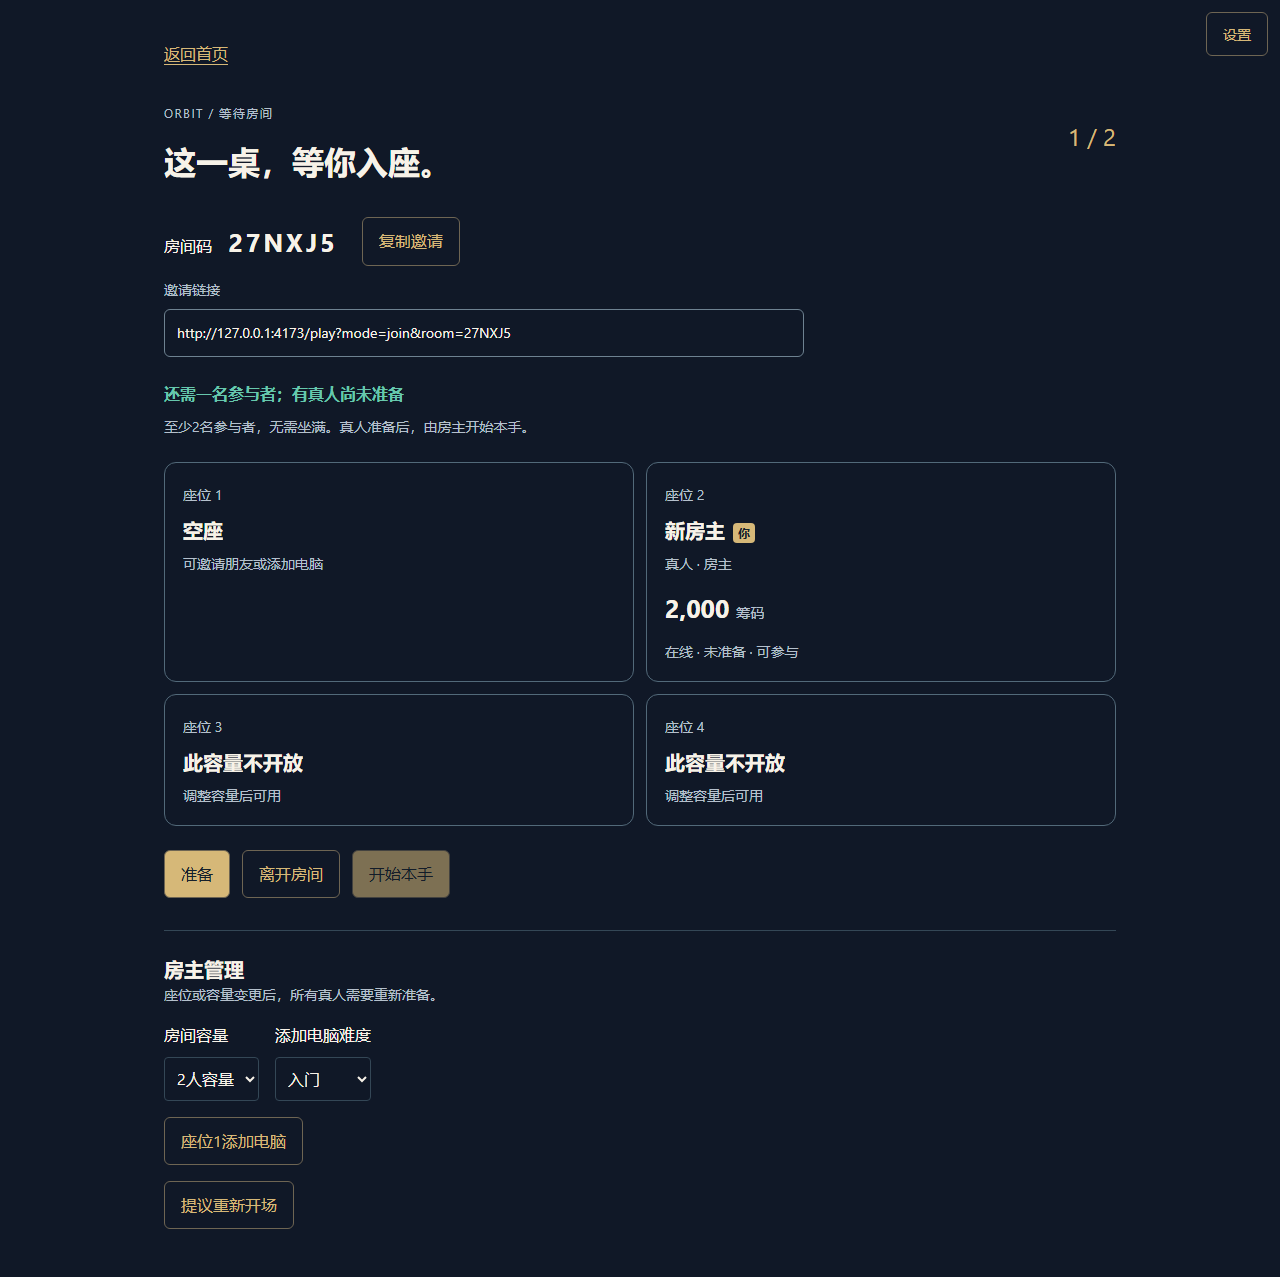 设置
返回首页
ORBIT / 等待房间
这一桌，等你入座。
1 / 2
房间码 27NXJ5 复制邀请
邀请链接
http://127.0.0.1:4173/play?mode=join&room=27NXJ5
还需一名参与者；有真人尚未准备
至少2名参与者，无需坐满。真人准备后，由房主开始本手。
座位 1
空座
可邀请朋友或添加电脑
座位 2
新房主 你
真人 · 房主
2,000 筹码
在线 · 未准备 · 可参与
座位 3
此容量不开放
调整容量后可用
座位 4
此容量不开放
调整容量后可用
准备 离开房间 开始本手
房主管理
座位或容量变更后，所有真人需要重新准备。
房间容量 添加电脑难度
2人容量 入门
座位1添加电脑
提议重新开场